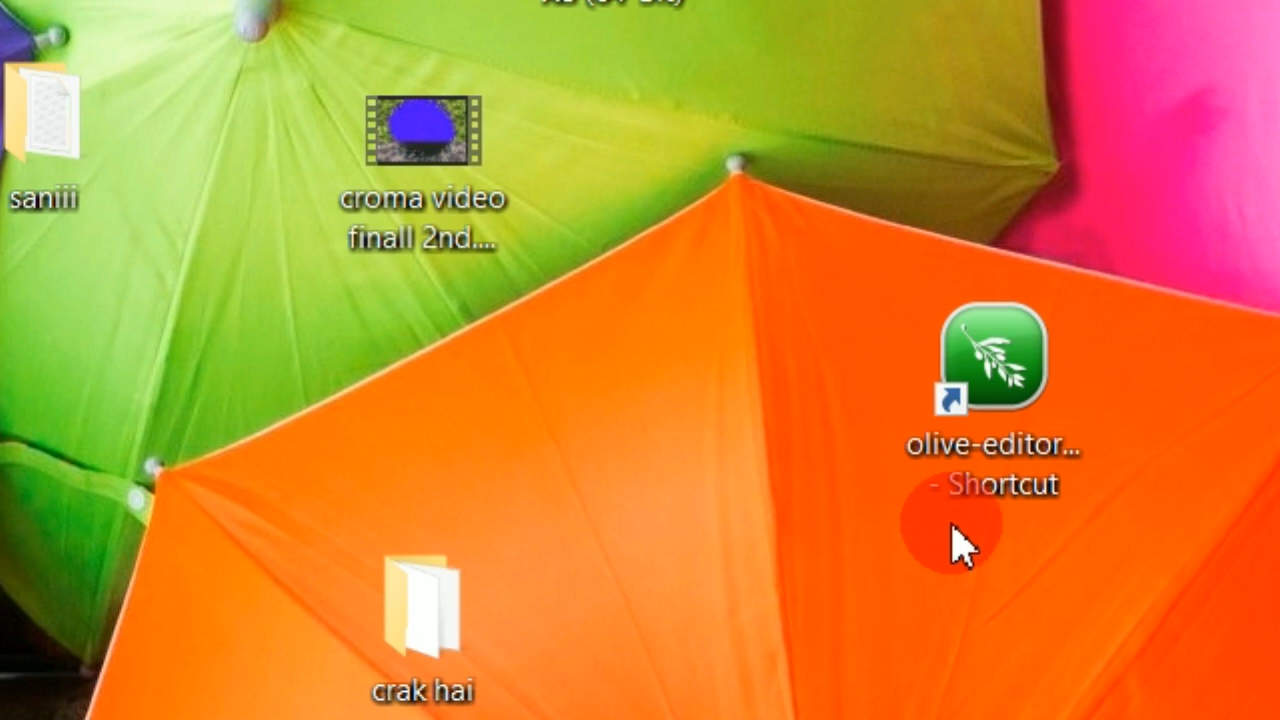 saniii
croma video
finall 2nd....
olive-editor...
- Shortcut
crak hai